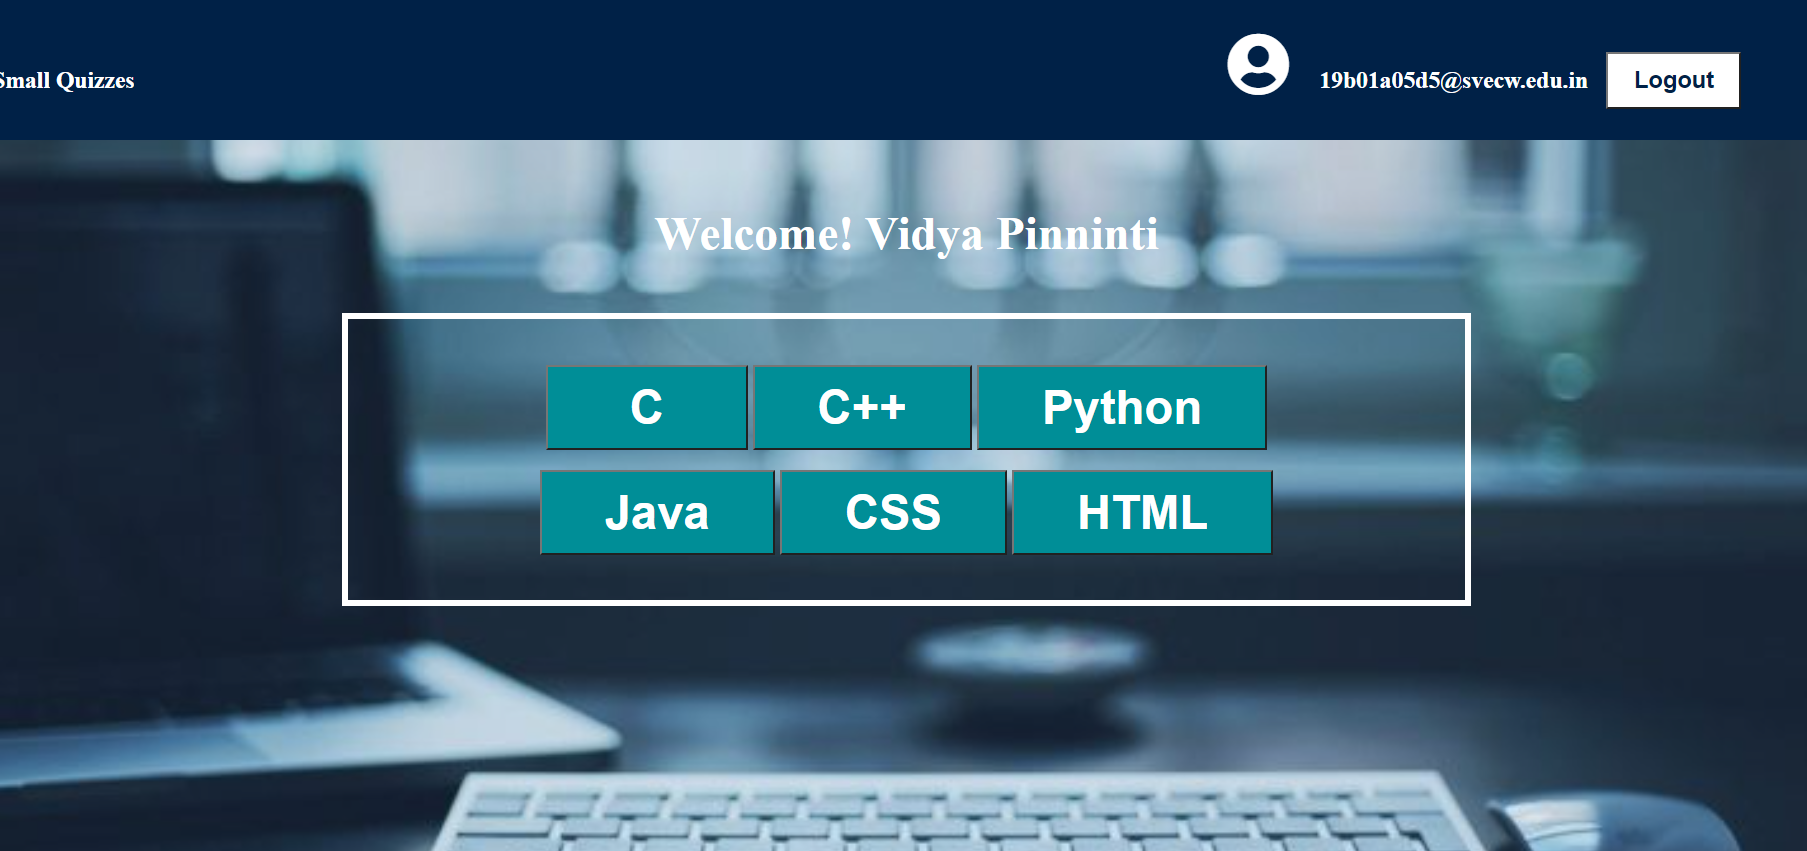 Small Quizzes
19b01a05d5@svecw.edu.in Logout
Welcome! Vidya Pinninti
C C++ Python
Java CSS HTML